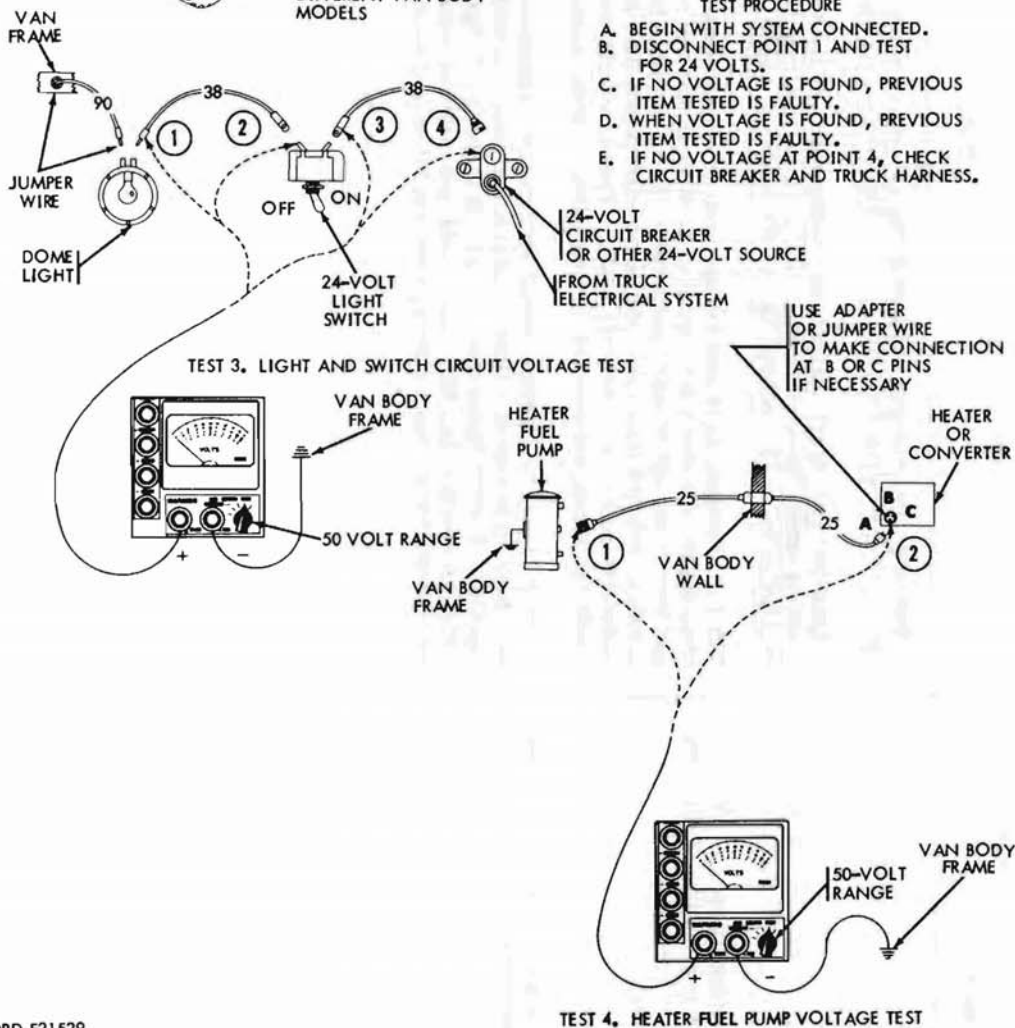 MODELS
TEST PROCEDURE
A. BEGIN WITH SYSTEM CONNECTED.
B. DISCONNECT POINT 1 AND TEST
FOR 24 VOLTS.
C. IF NO VOLTAGE IS FOUND, PREVIOUS
ITEM TESTED IS FAULTY.
D. WHEN VOLTAGE IS FOUND, PREVIOUS
ITEM TESTED IS FAULTY.
E. IF NO VOLTAGE AT POINT 4, CHECK
CIRCUIT BREAKER AND TRUCK HARNESS.
VAN
FRAME
90
38
38
1
2
3
4
JUMPER
WIRE
OFF
ON
DOME
LIGHT
24-VOLT
LIGHT
SWITCH
24-VOLT
CIRCUIT BREAKER
OR OTHER 24-VOLT SOURCE
FROM TRUCK
ELECTRICAL SYSTEM
TEST 3. LIGHT AND SWITCH CIRCUIT VOLTAGE TEST
USE ADAPTER
OR JUMPER WIRE
TO MAKE CONNECTION
AT B OR C PINS
IF NECESSARY
VAN BODY
FRAME
VOLTS
50 VOLT RANGE
+
-
HEATER
FUEL
PUMP
HEATER
OR
CONVERTER
25
25
A
B
C
1
2
VAN BODY
WALL
VAN BODY
FRAME
VOLTS
50-VOLT
RANGE
VAN BODY
FRAME
+
-
TEST 4. HEATER FUEL PUMP VOLTAGE TEST